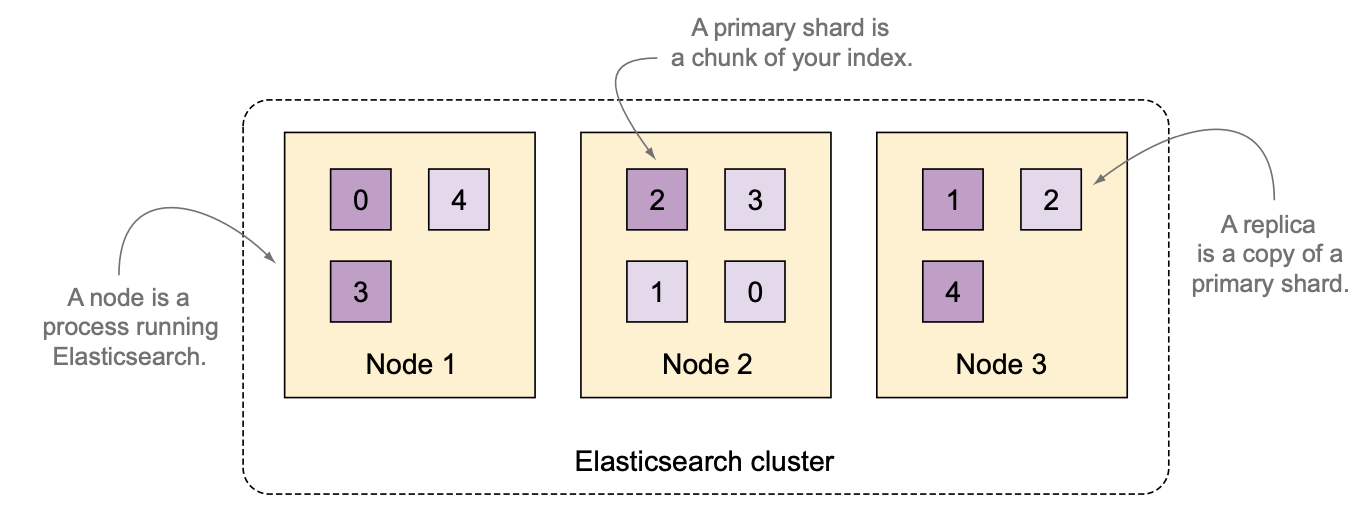 A primary shard is
a chunk of your index.
A node is a
process running
Elasticsearch.
0
4
3
Node 1
2
3
1
0
Node 2
1
2
4
Node 3
A replica
is a copy of a
primary shard.
Elasticsearch cluster